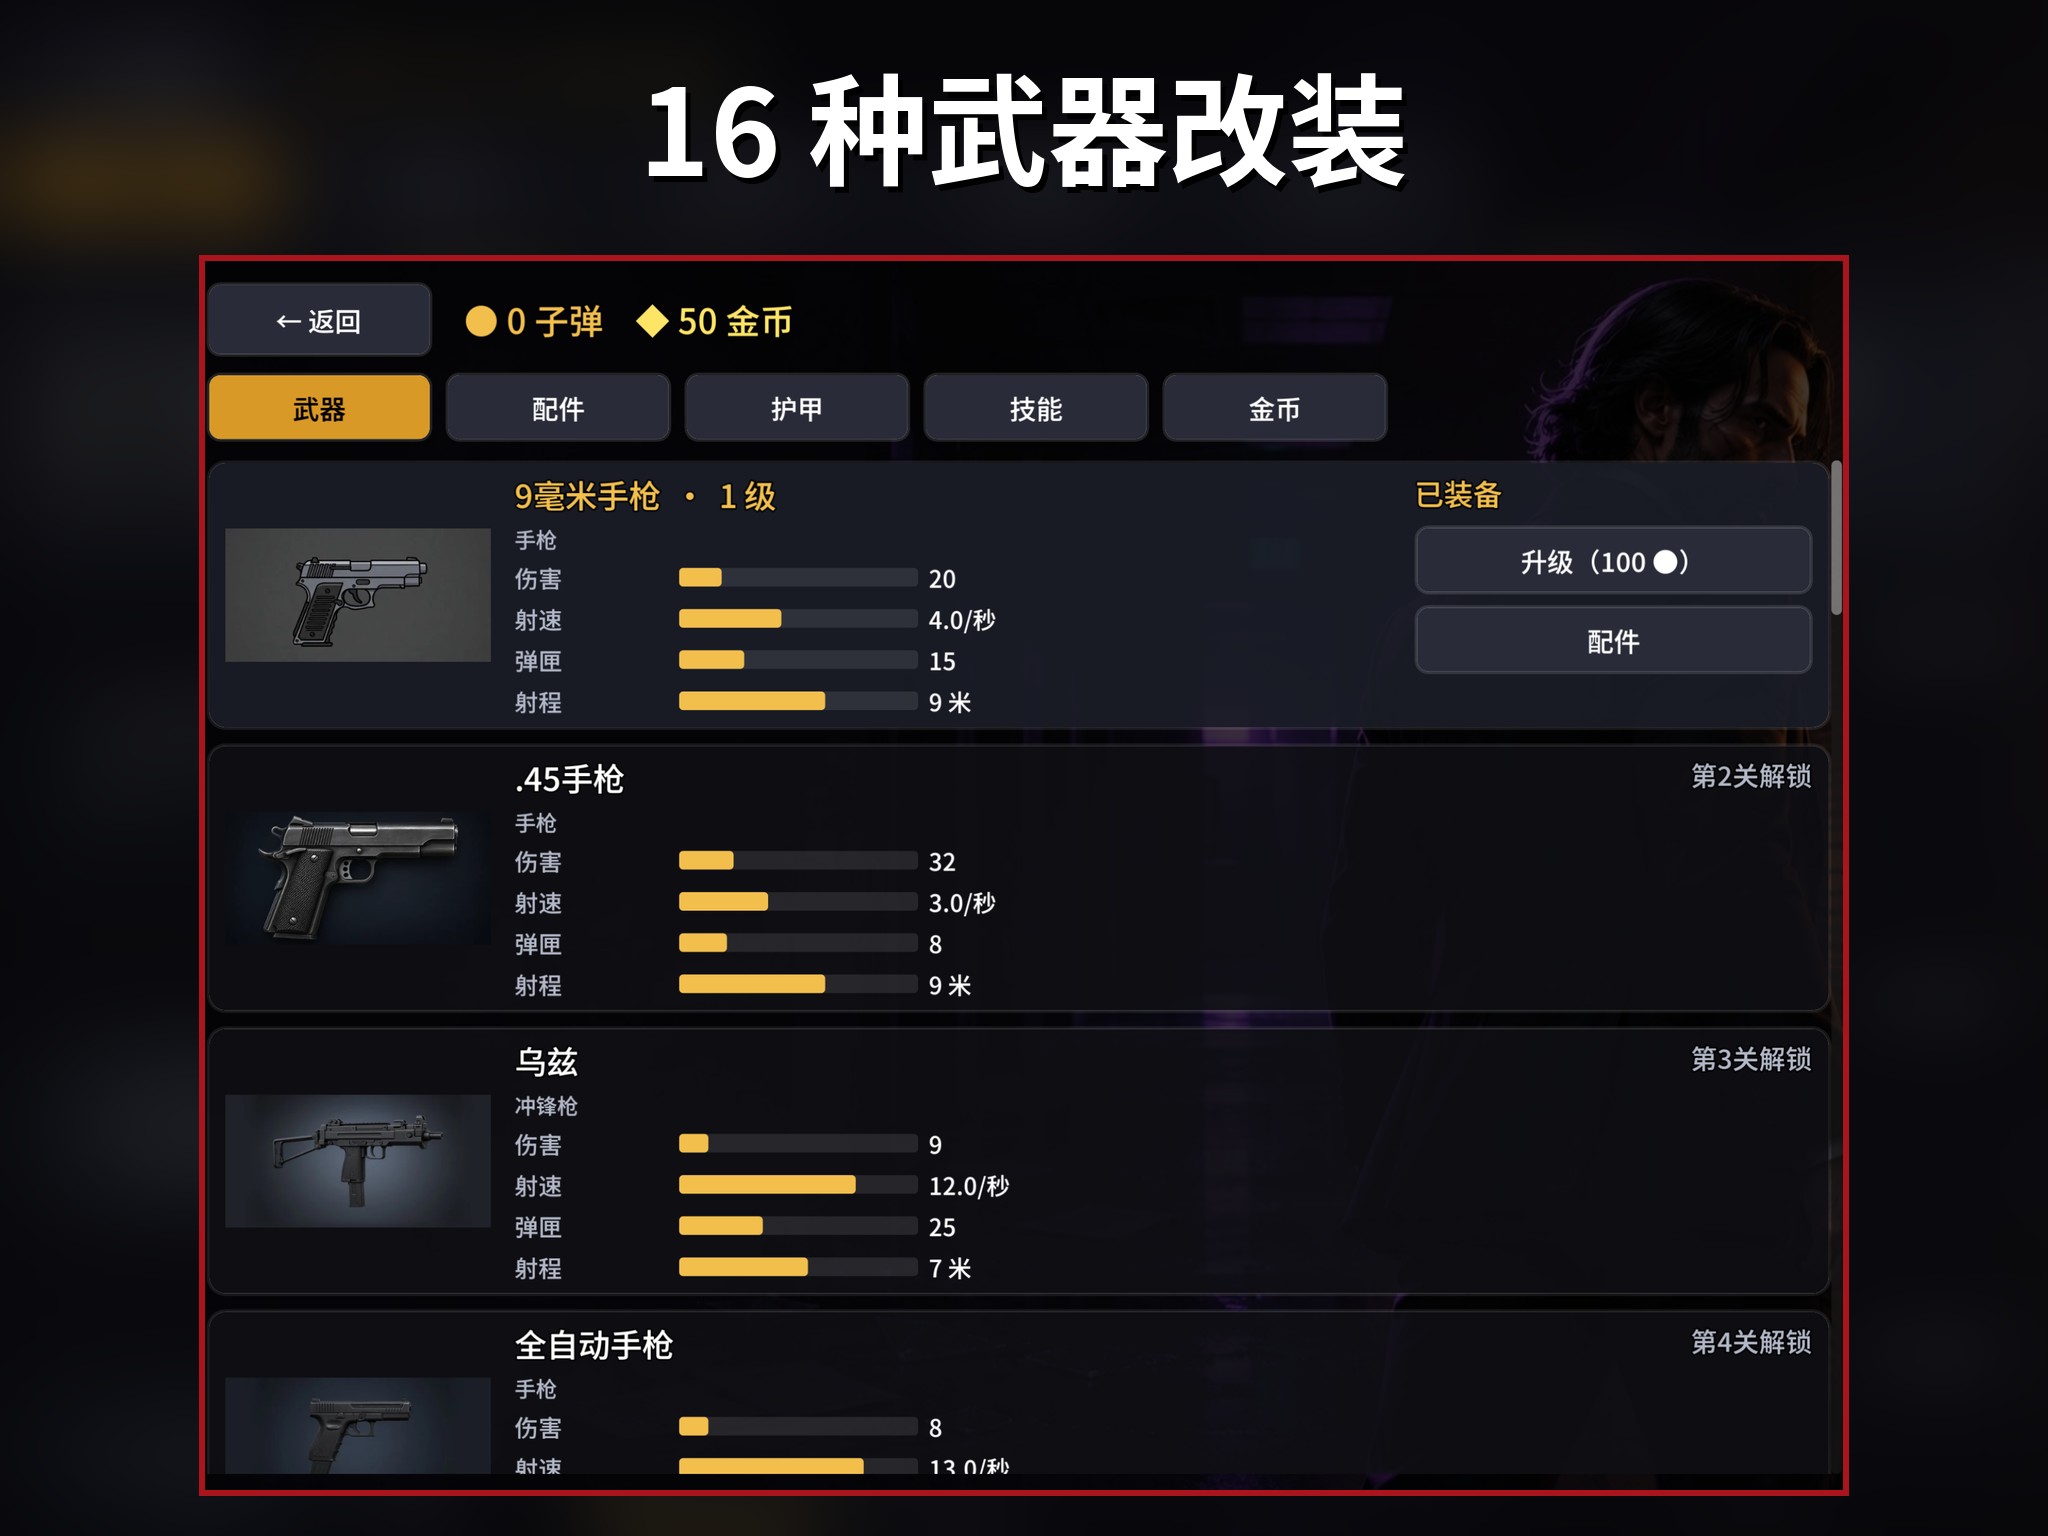 16 种武器改装
← 返回
0 子弹
50 金币
武器
配件
护甲
技能
金币
9毫米手枪 · 1 级
已装备
手枪
伤害 20
射速 4.0/秒
弹匣 15
射程 9 米
升级（100）
配件
.45手枪
第2关解锁
手枪
伤害 32
射速 3.0/秒
弹匣 8
射程 9 米
乌兹
第3关解锁
冲锋枪
伤害 9
射速 12.0/秒
弹匣 25
射程 7 米
全自动手枪
第4关解锁
手枪
伤害 8
射速 13.0/秒